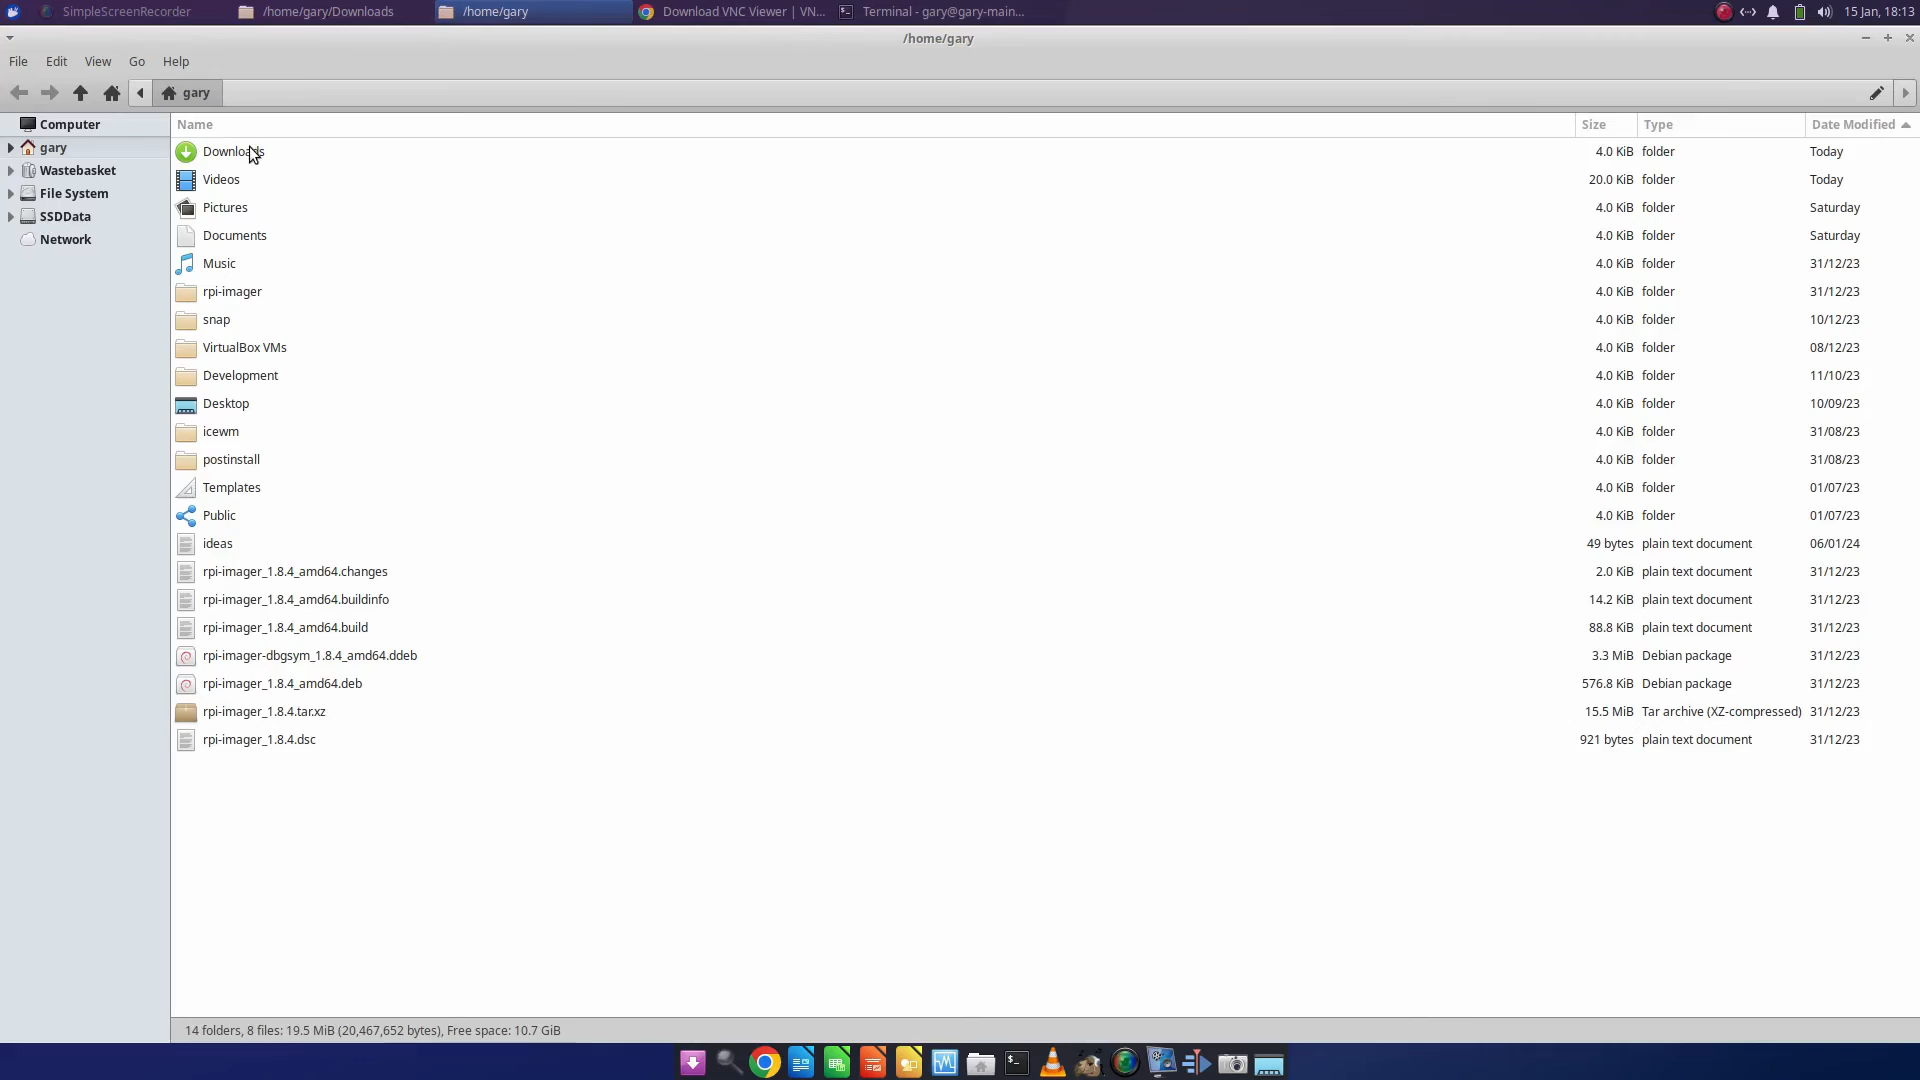 SimpleScreenRecorder /home/gary/Downloads /home/gary Download VNC Viewer | VN... Terminal - gary@gary-main... 15 Jan, 18:13
/home/gary
File Edit View Go Help
gary
Computer
gary
Wastebasket
File System
SSDData
Network
Name Size Type Date Modified
Downloads 4.0 KiB folder Today
Videos 20.0 KiB folder Today
Pictures 4.0 KiB folder Saturday
Documents 4.0 KiB folder Saturday
Music 4.0 KiB folder 31/12/23
rpi-imager 4.0 KiB folder 31/12/23
snap 4.0 KiB folder 10/12/23
VirtualBox VMs 4.0 KiB folder 08/12/23
Development 4.0 KiB folder 11/10/23
Desktop 4.0 KiB folder 10/09/23
icewm 4.0 KiB folder 31/08/23
postinstall 4.0 KiB folder 31/08/23
Templates 4.0 KiB folder 01/07/23
Public 4.0 KiB folder 01/07/23
ideas 49 bytes plain text document 06/01/24
rpi-imager_1.8.4_amd64.changes 2.0 KiB plain text document 31/12/23
rpi-imager_1.8.4_amd64.buildinfo 14.2 KiB plain text document 31/12/23
rpi-imager_1.8.4_amd64.build 88.8 KiB plain text document 31/12/23
rpi-imager-dbgsym_1.8.4_amd64.ddeb 3.3 MiB Debian package 31/12/23
rpi-imager_1.8.4_amd64.deb 576.8 KiB Debian package 31/12/23
rpi-imager_1.8.4.tar.xz 15.5 MiB Tar archive (XZ-compressed) 31/12/23
rpi-imager_1.8.4.dsc 921 bytes plain text document 31/12/23
14 folders, 8 files: 19.5 MiB (20,467,652 bytes), Free space: 10.7 GiB